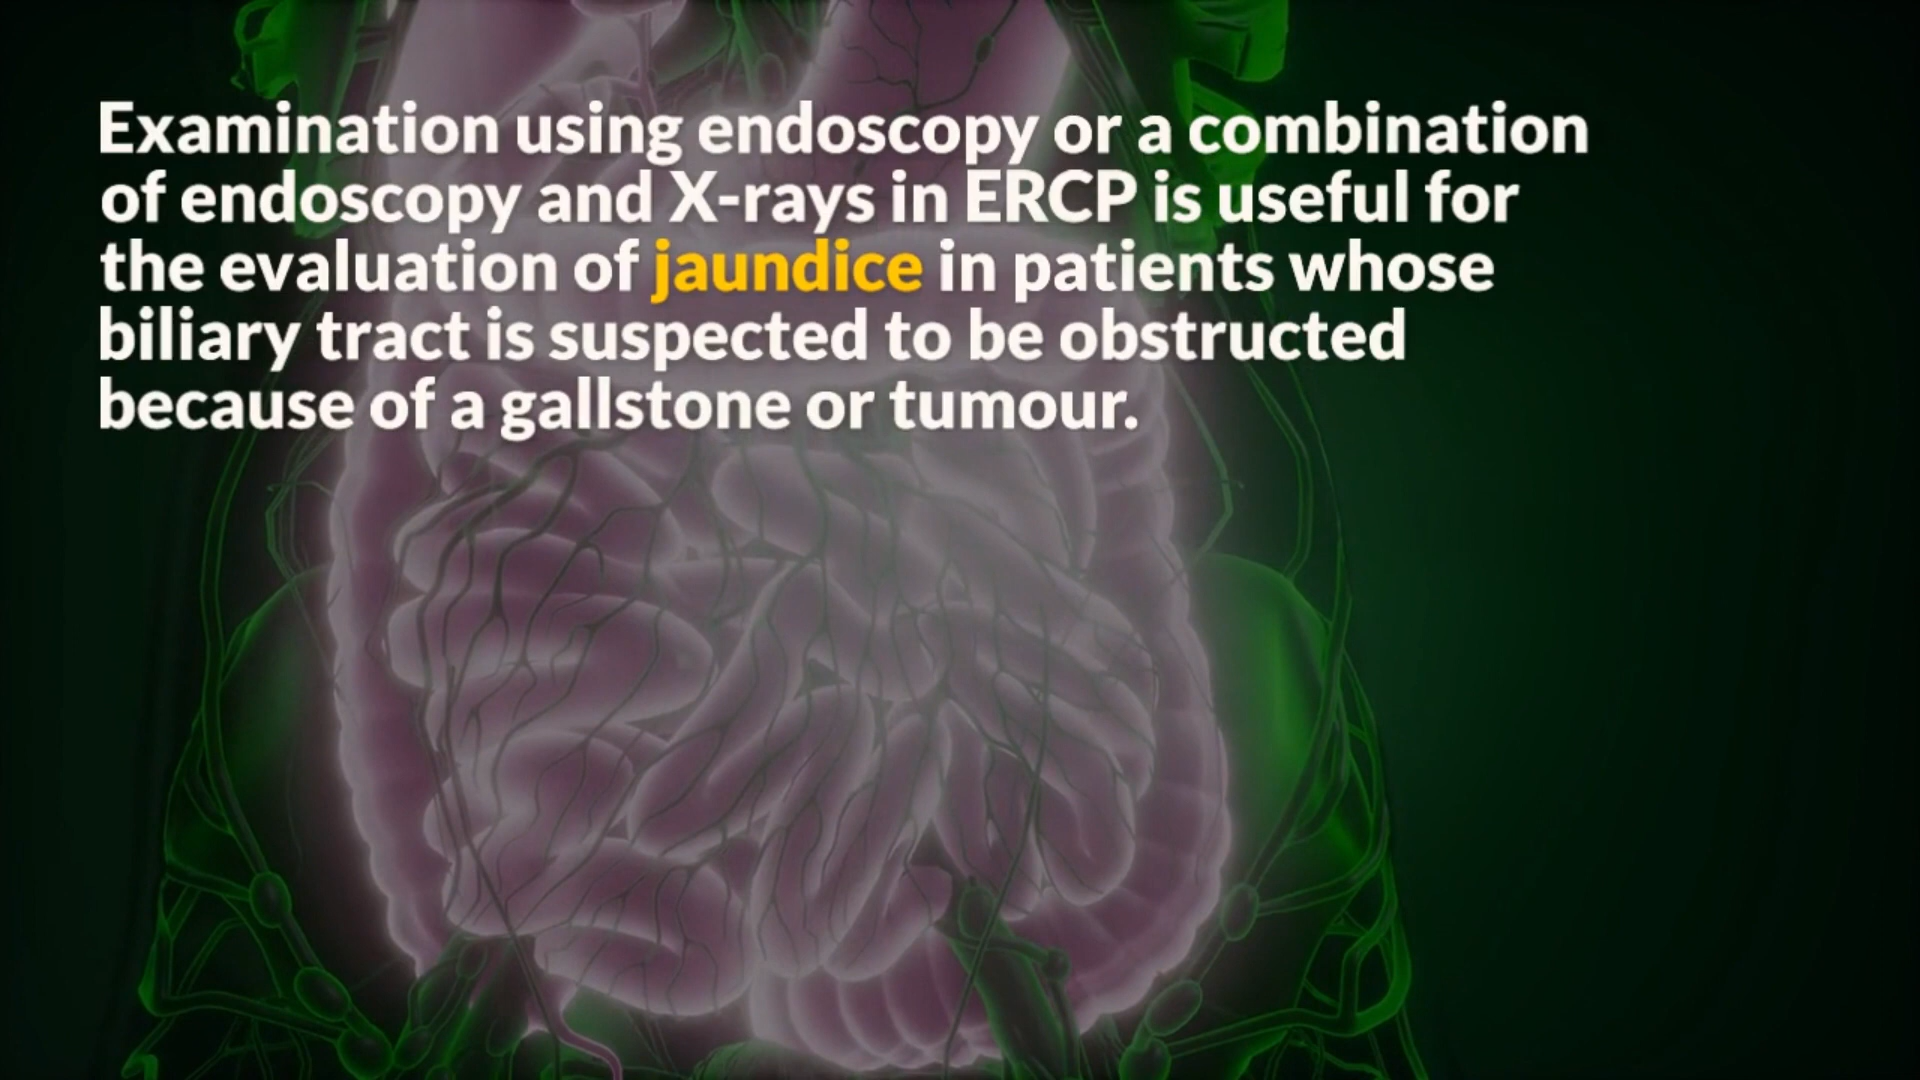 Examination using endoscopy or a combination
of endoscopy and X-rays in ERCP is useful for
the evaluation of jaundice in patients whose
biliary tract is suspected to be obstructed
because of a gallstone or tumour.